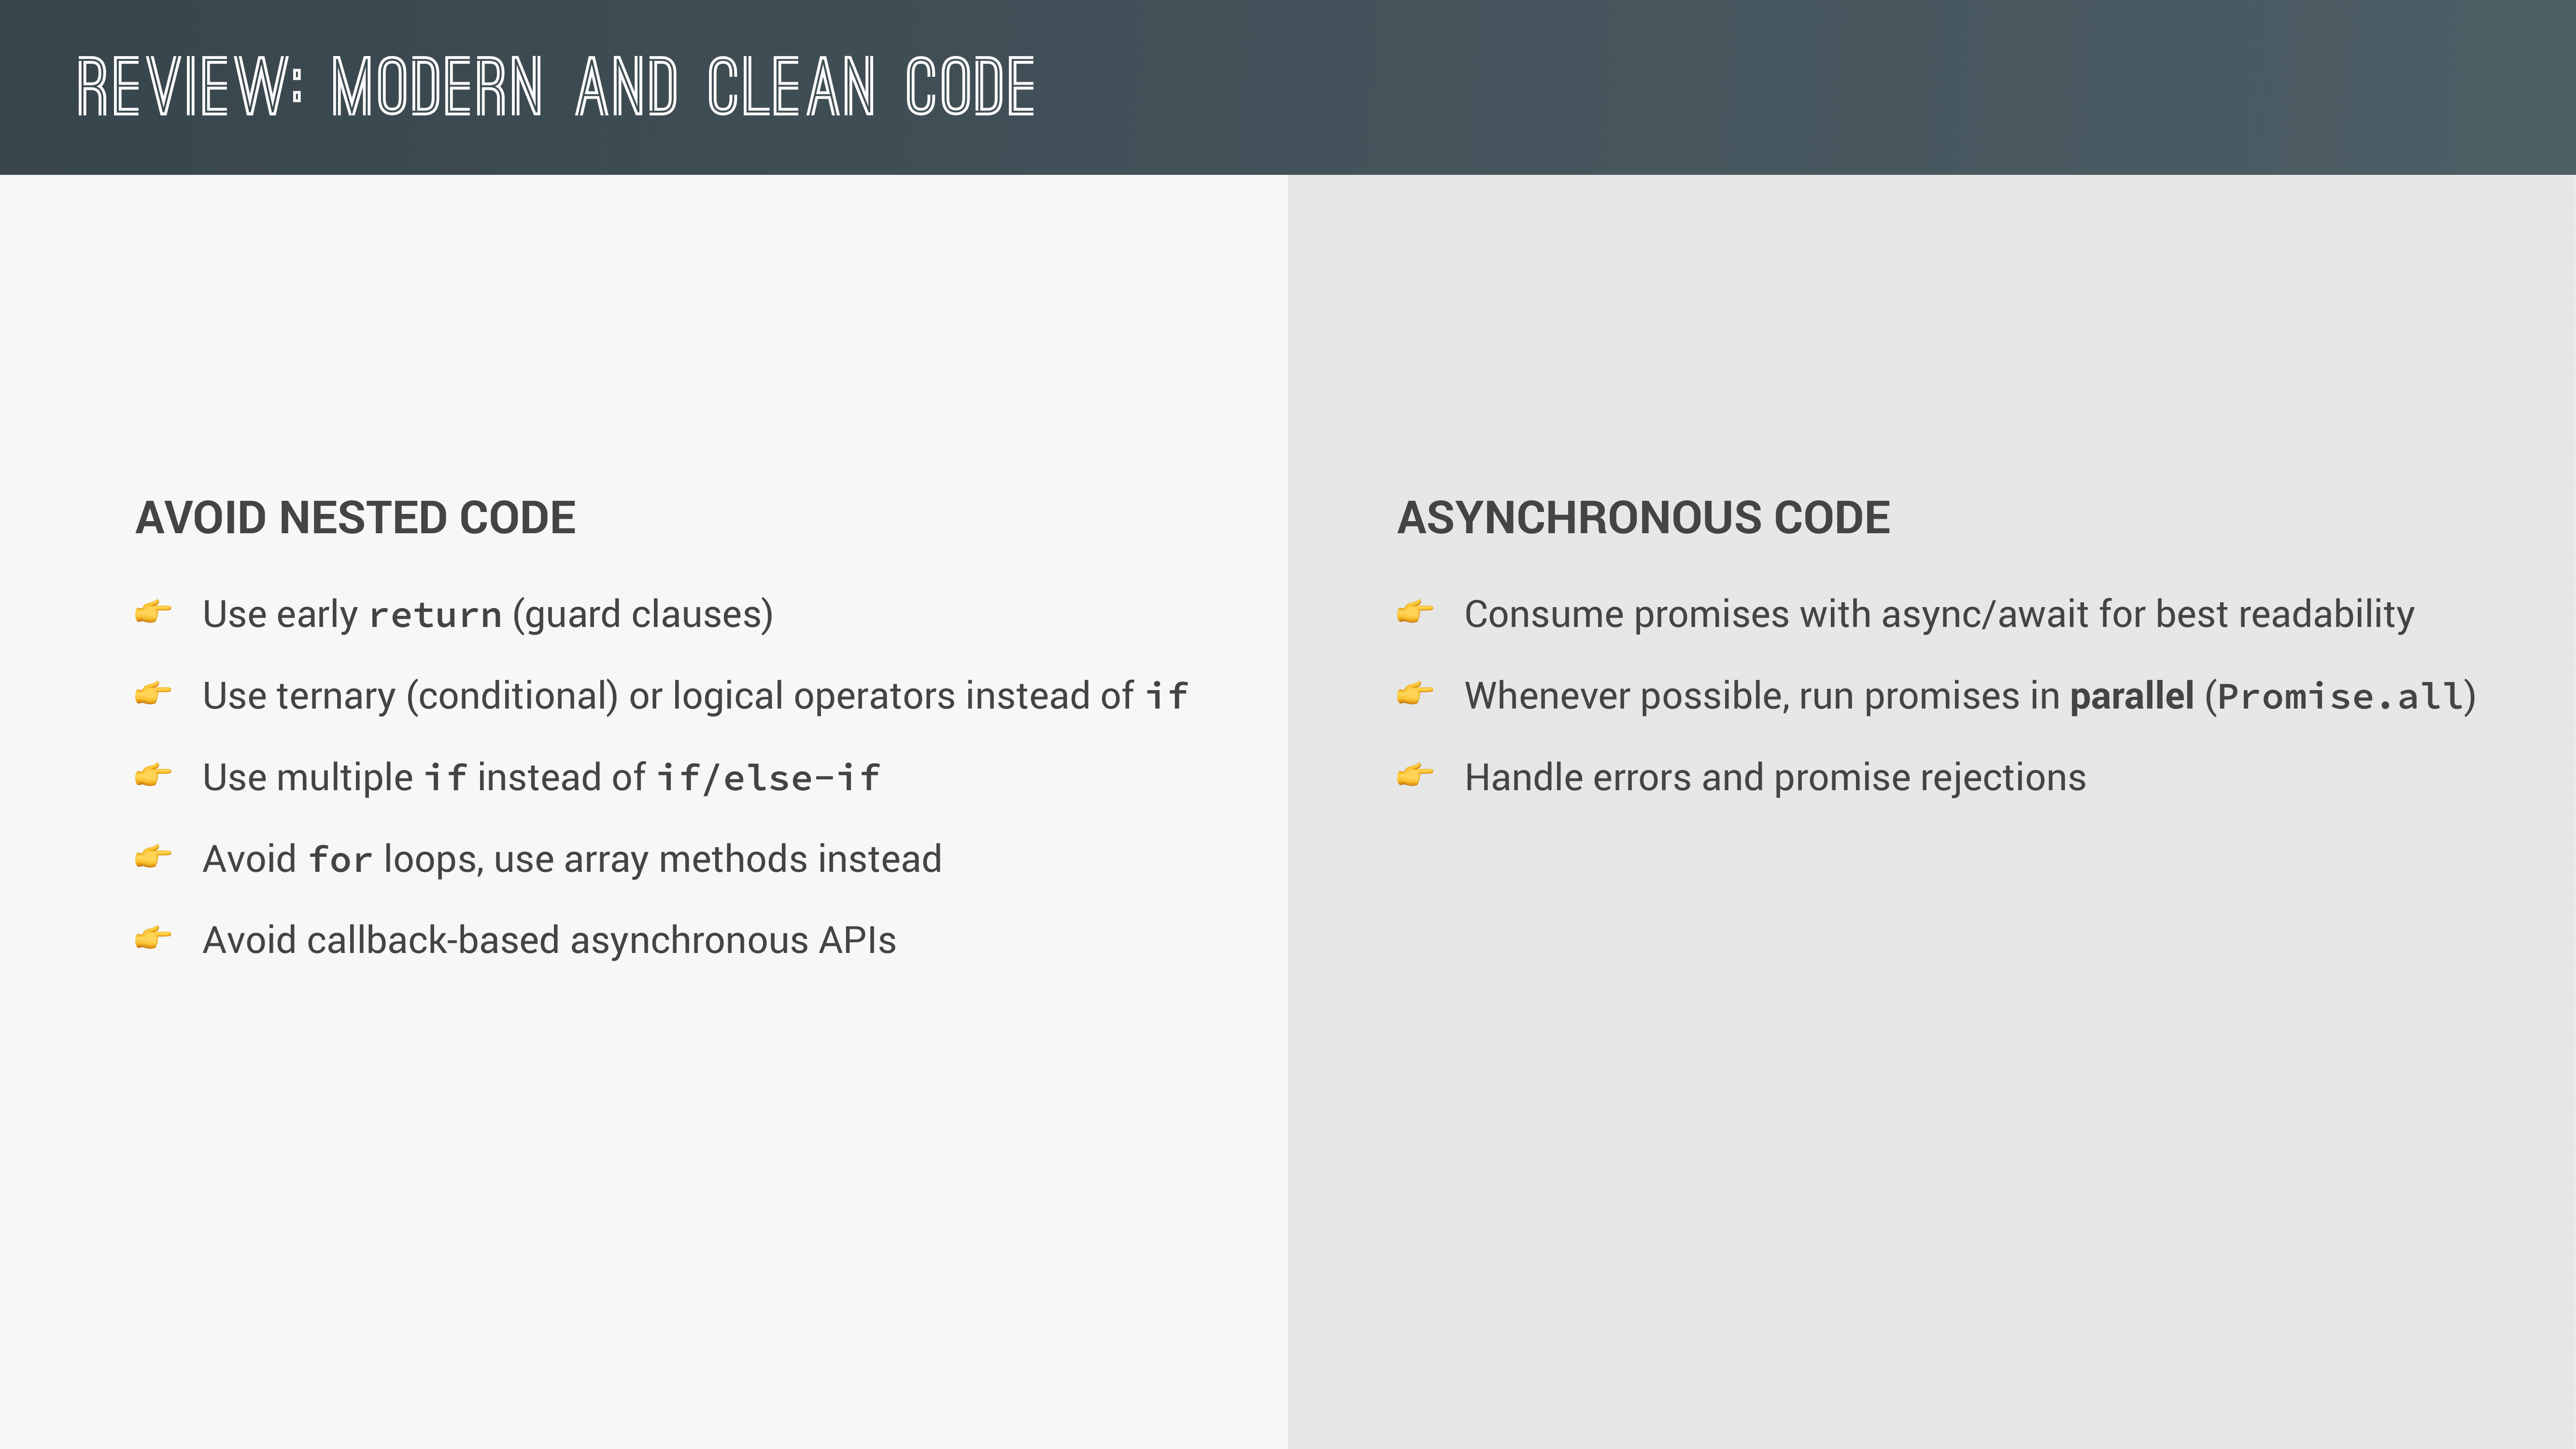 REVIEW: MODERN AND CLEAN CODE
AVOID NESTED CODE
👉 Use early return (guard clauses)
👉 Use ternary (conditional) or logical operators instead of if
👉 Use multiple if instead of if/else-if
👉 Avoid for loops, use array methods instead
👉 Avoid callback-based asynchronous APIs
ASYNCHRONOUS CODE
👉 Consume promises with async/await for best readability
👉 Whenever possible, run promises in parallel (Promise.all)
👉 Handle errors and promise rejections